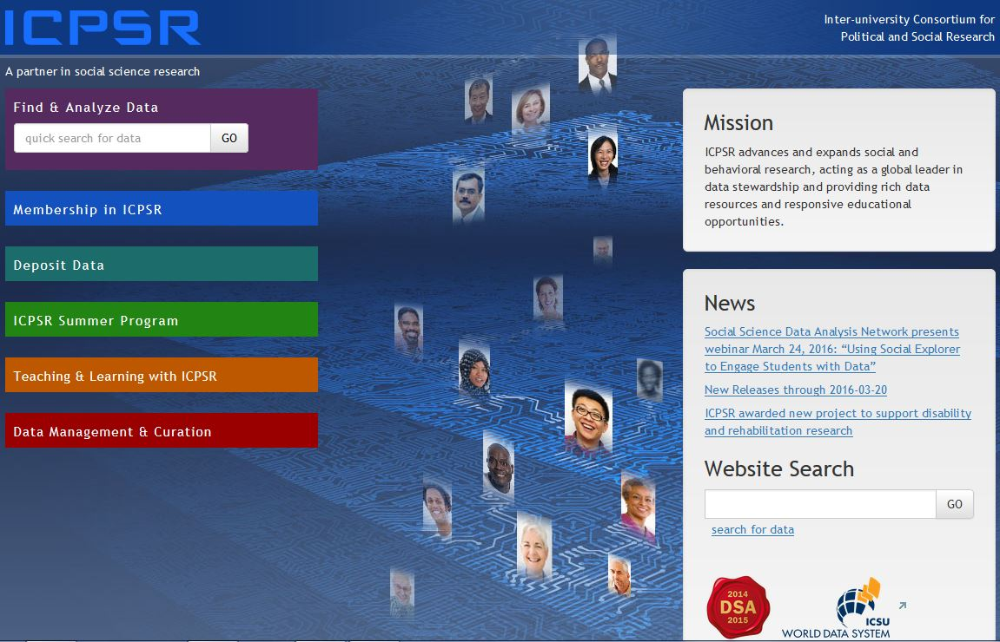 ICPSR
Inter-university Consortium for
Political and Social Research
A partner in social science research
Find & Analyze Data
quick search for data
GO
Membership in ICPSR
Deposit Data
ICPSR Summer Program
Teaching & Learning with ICPSR
Data Management & Curation
Mission
ICPSR advances and expands social and
behavioral research, acting as a global leader in
data stewardship and providing rich data
resources and responsive educational
opportunities.
News
Social Science Data Analysis Network presents
webinar March 24, 2016: “Using Social Explorer
to Engage Students with Data”
New Releases through 2016-03-20
ICPSR awarded new project to support disability
and rehabilitation research
Website Search
GO
search for data
2014
DSA
2015
ICSU
WORLD DATA SYSTEM